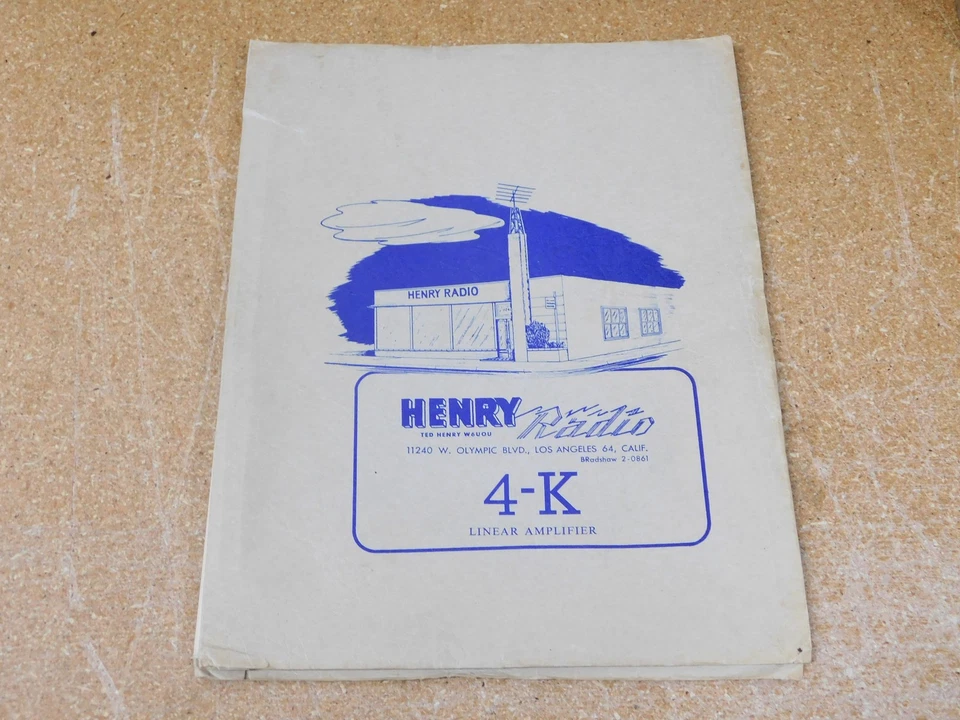 HENRY RADIO
HENRY Radio
TED HENRY W6UOU
11240 W. OLYMPIC BLVD., LOS ANGELES 64, CALIF.
BRadshaw 2-0861
4-K
LINEAR AMPLIFIER